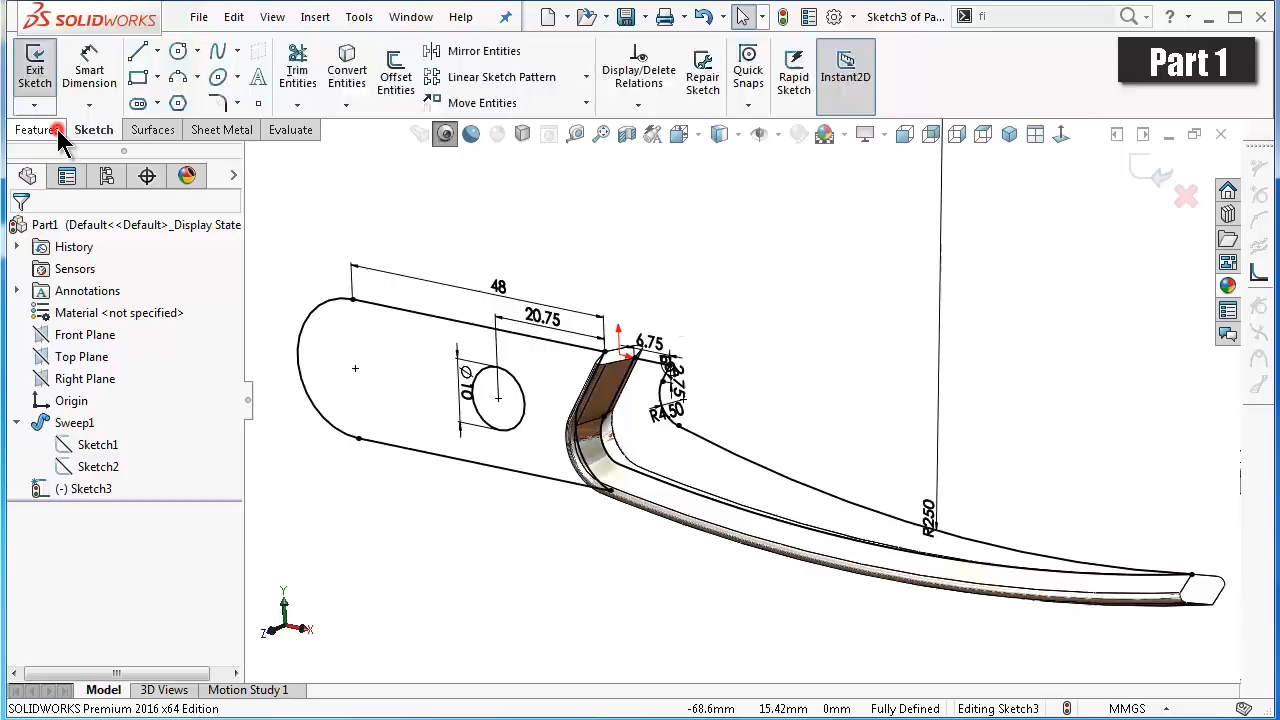 SOLIDWORKS File Edit View Insert Tools Window Help Sketch3 of Pa... fi
Exit Sketch Smart Dimension Trim Entities Convert Entities Offset Entities Mirror Entities Linear Sketch Pattern Move Entities Display/Delete Relations Repair Sketch Quick Snaps Rapid Sketch Instant2D
Part 1
Sketch Surfaces Sheet Metal Evaluate
Part1 (Default<<Default>_Display State
History
Sensors
Annotations
Material <not specified>
Front Plane
Top Plane
Right Plane
Origin
Sweep1
Sketch1
Sketch2
(-) Sketch3
48
20.75
6.75
Ø 10
R4.50
R250
Y
Z X
Model 3D Views Motion Study 1
SOLIDWORKS Premium 2016 x64 Edition -68.6mm 15.42mm 0mm Fully Defined Editing Sketch3 MMGS